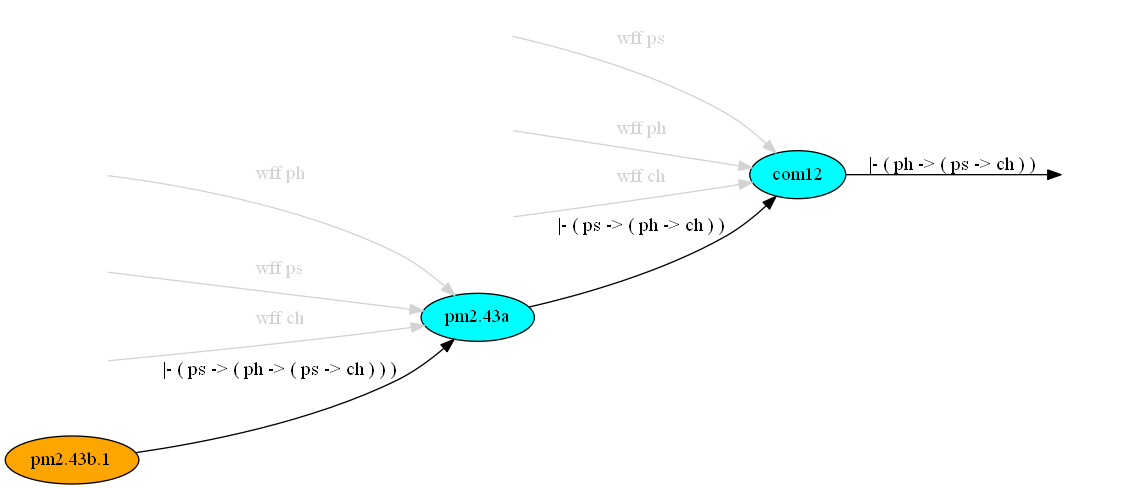 wff ps
wff ph
com12
|- ( ph -> ( ps -> ch ) )
wff ch
wff ph
|- ( ps -> ( ph -> ch ) )
wff ps
pm2.43a
wff ch
|- ( ps -> ( ph -> ( ps -> ch ) ) )
pm2.43b.1